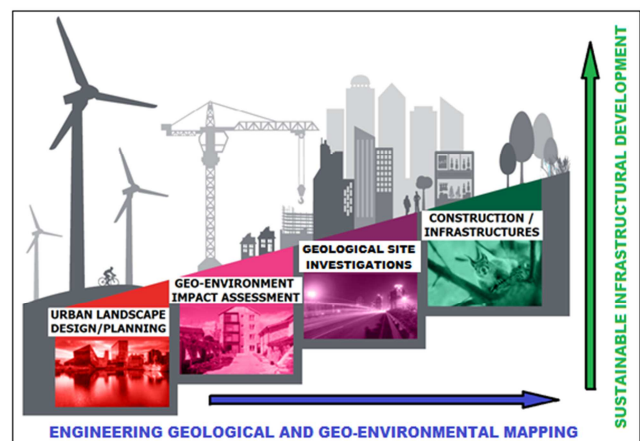 SUSTAINABLE INFRASTRUCTURAL DEVELOPMENT
CONSTRUCTION /
INFRASTRUCTURES
GEOLOGICAL SITE
INVESTIGATIONS
GEO-ENVIRONMENT
IMPACT ASSESSMENT
URBAN LANDSCAPE
DESIGN/PLANNING
ENGINEERING GEOLOGICAL AND GEO-ENVIRONMENTAL MAPPING